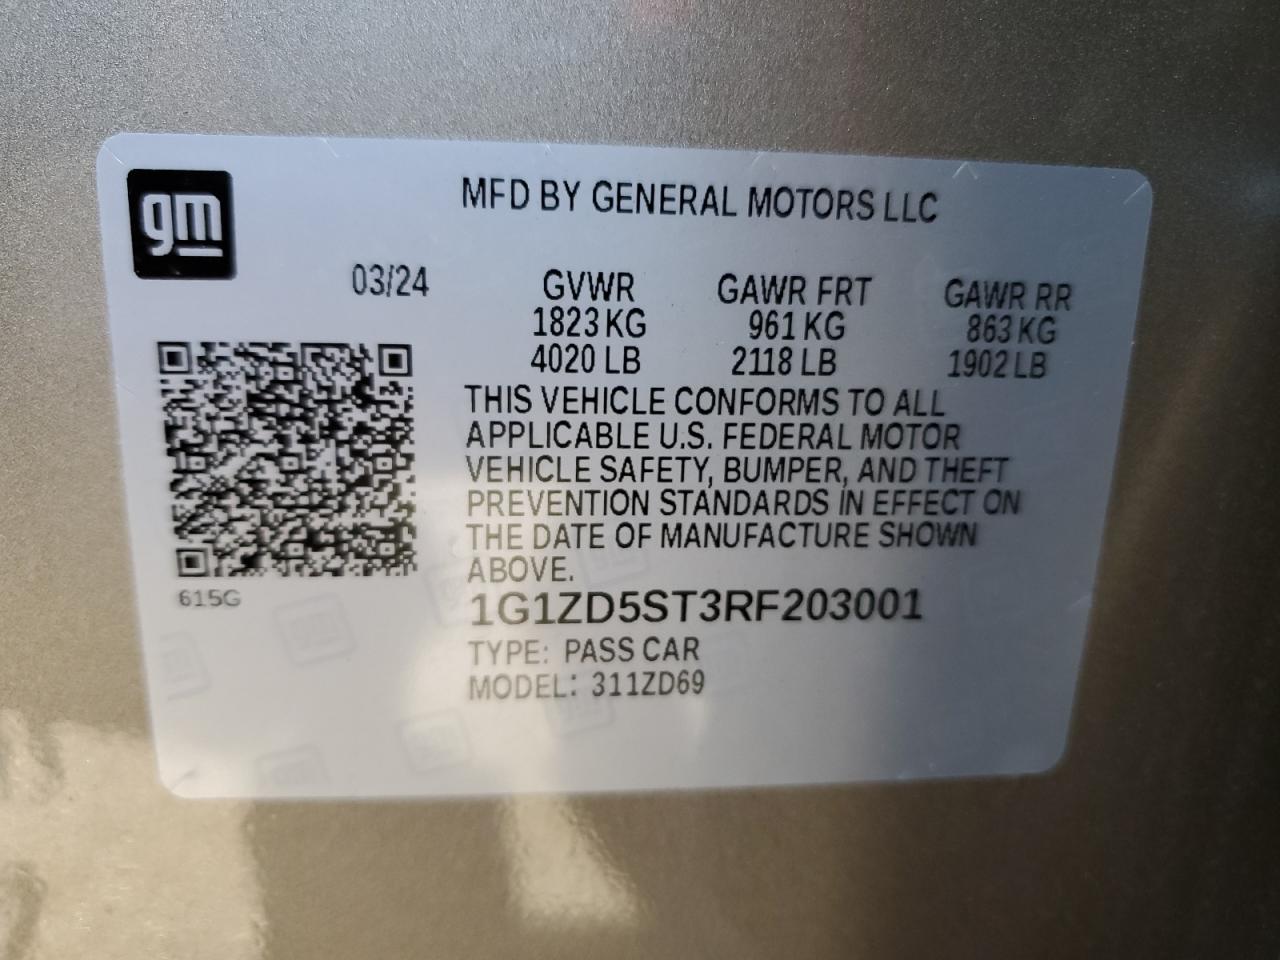 gm
MFD BY GENERAL MOTORS LLC
03/24 GVWR GAWR FRT GAWR RR
1823 KG 961 KG 863 KG
4020 LB 2118 LB 1902 LB
THIS VEHICLE CONFORMS TO ALL
APPLICABLE U.S. FEDERAL MOTOR
VEHICLE SAFETY, BUMPER, AND THEFT
PREVENTION STANDARDS IN EFFECT ON
THE DATE OF MANUFACTURE SHOWN
ABOVE.
615G
1G1ZD5ST3RF203001
TYPE: PASS CAR
MODEL: 311ZD69